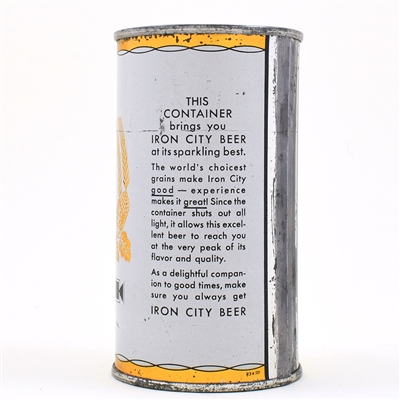 THIS
CONTAINER
brings you
IRON CITY BEER
at its sparkling best.
The world's choicest
grains make Iron City
good — experience
makes it great! Since the
container shuts out all
light, it allows this excel-
lent beer to reach you
at the very peak of its
flavor and quality.
As a delightful compan-
ion to good times, make
sure you always get
IRON CITY BEER